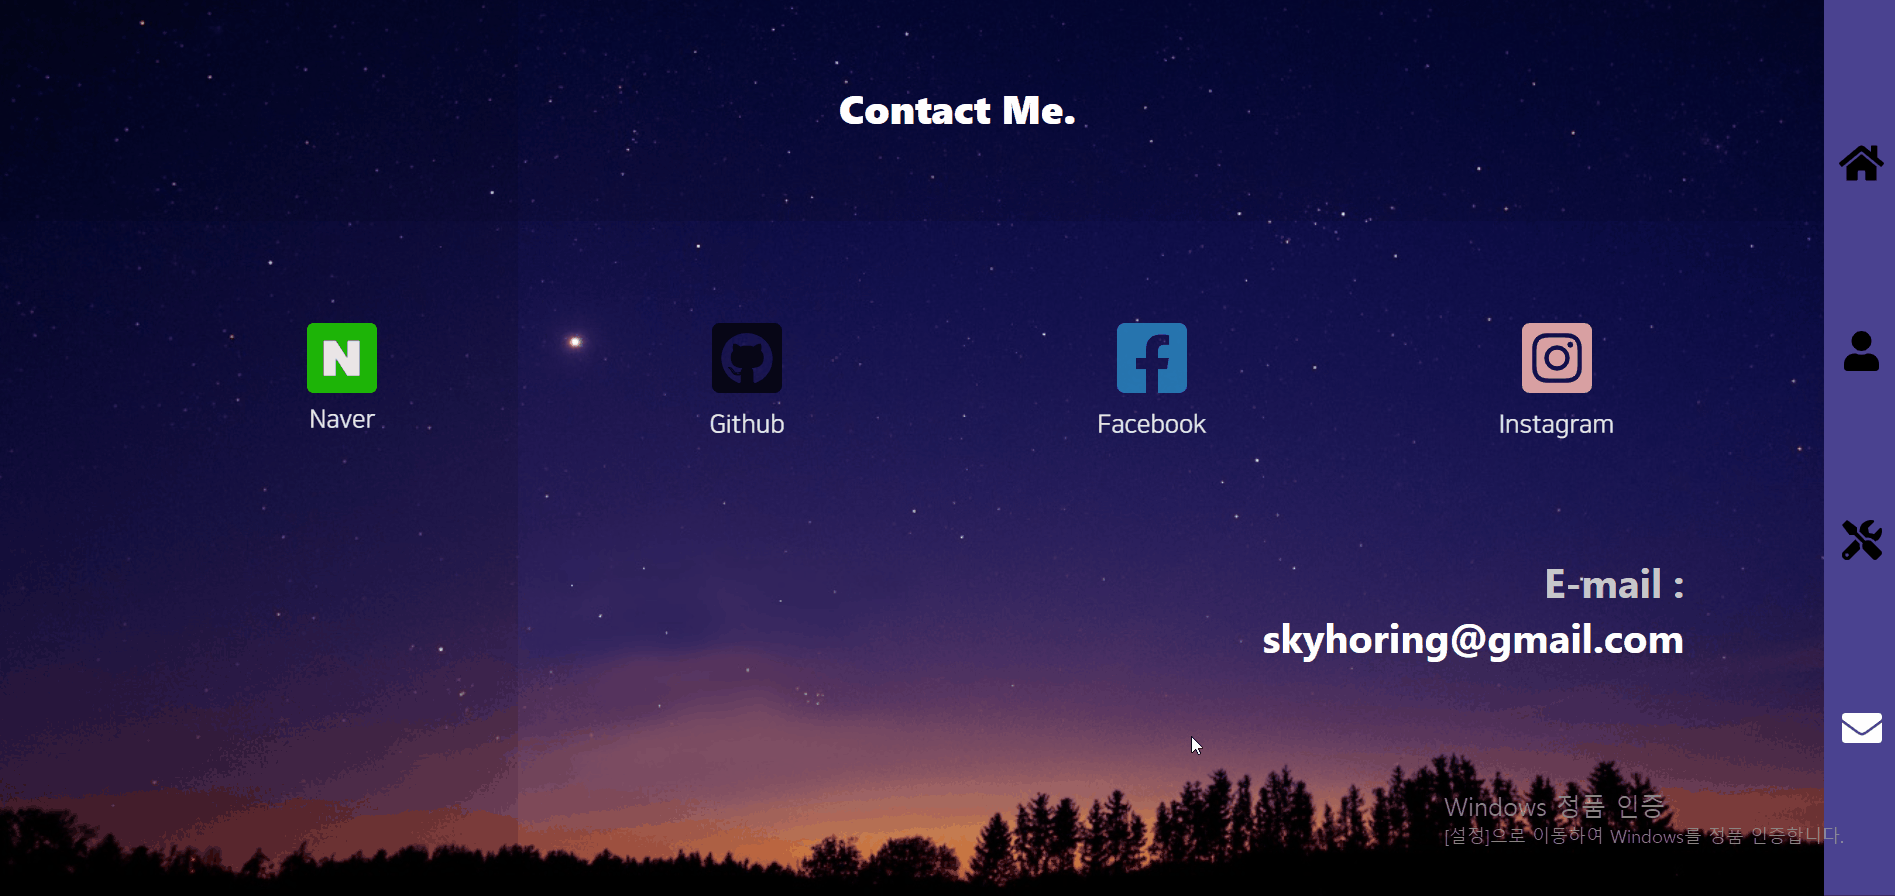 Contact Me.
N
Naver
Github
Facebook
Instagram
E-mail :
skyhoring@gmail.com
Windows 정품 인증
[설정]으로 이동하여 Windows를 정품 인증합니다.